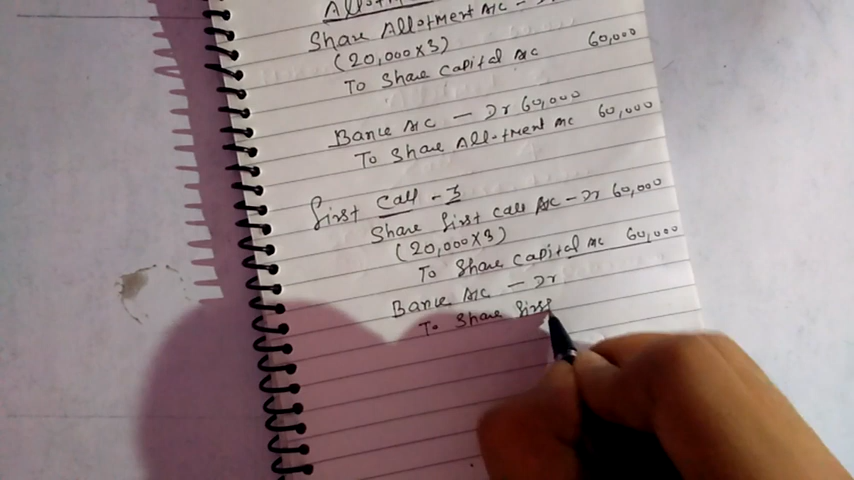 Share Allotment A/C - Dr
(20,000×3)
To Share Capital A/C 60,000
Bance A/C — Dr 60,000
To Share Allotment A/C 60,000
First Call - 3
Share First Call A/C - Dr 60,000
(20,000×3)
To Share Capital A/C 60,000
Bance A/C — Dr
To Share First